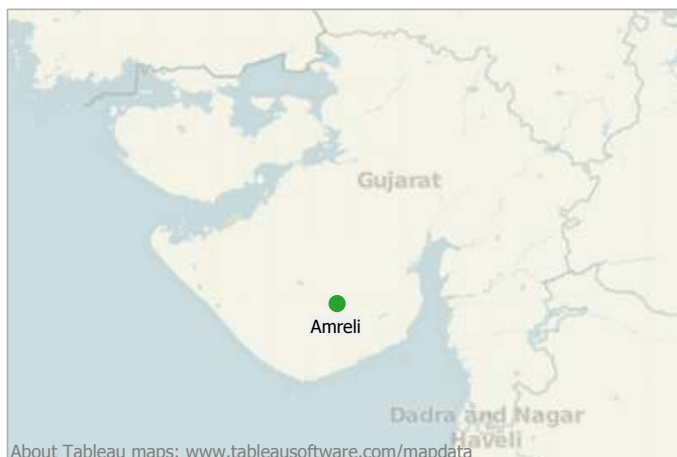 Gujarat
Amreli
Dadra and Nagar
Haveli
About Tableau maps: www.tableausoftware.com/mapdata